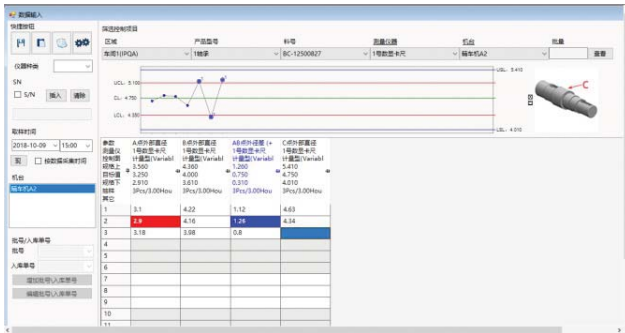 数据输入
快捷按钮
仪器种类
SN
S/N 插入 清除
取样时间
2018-10-09 15:00
按数据采集时间
机台
箱车机A2
批号/入库单号
批号
入库单号
增加批号\入库单号
编辑批号\入库单号
筛选控制项目
区域 产品型号 料号 测量仪器 机台 批量
车间1(IPQA) 1轴承 BC-12500827 1号数显卡尺 箱车机A2 查看
USL: 5.410
UCL: 5.100
CL: 4.750
LSL: 4.010
C
参数 A点外部直径 B点外部直径 AB点外径差 (+ C点外部直径
测量仪 1号数显卡尺 1号数显卡尺 1号数显卡尺 1号数显卡尺
控制图 计量型(Variabl 计量型(Variabl 计量型(Variabl 计量型(Variabl
规格上 3.560 4.360 1.260 5.410
目标值 3.250 4.000 0.750 4.750
规格下 2.910 3.610 0.310 4.010
抽样 3Pcs/3.00Hou 3Pcs/3.00Hou 3Pcs/3.00Hou 3Pcs/3.00Hou
其它
1 3.1 4.22 1.12 4.63
2 2.9 4.16 1.26 4.34
3 3.18 3.98 0.8
4
5
6
7
8
9
10
11